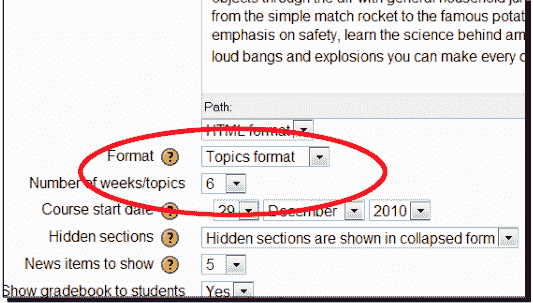 objects through the air with general household ju
from the simple match rocket to the famous potat
emphasis on safety, learn the science behind am
loud bangs and explosions you can make every c
Path:
HTML format
Format Topics format
Number of weeks/topics 6
Course start date 29 December 2010
Hidden sections Hidden sections are shown in collapsed form
News items to show 5
Show gradebook to students Yes